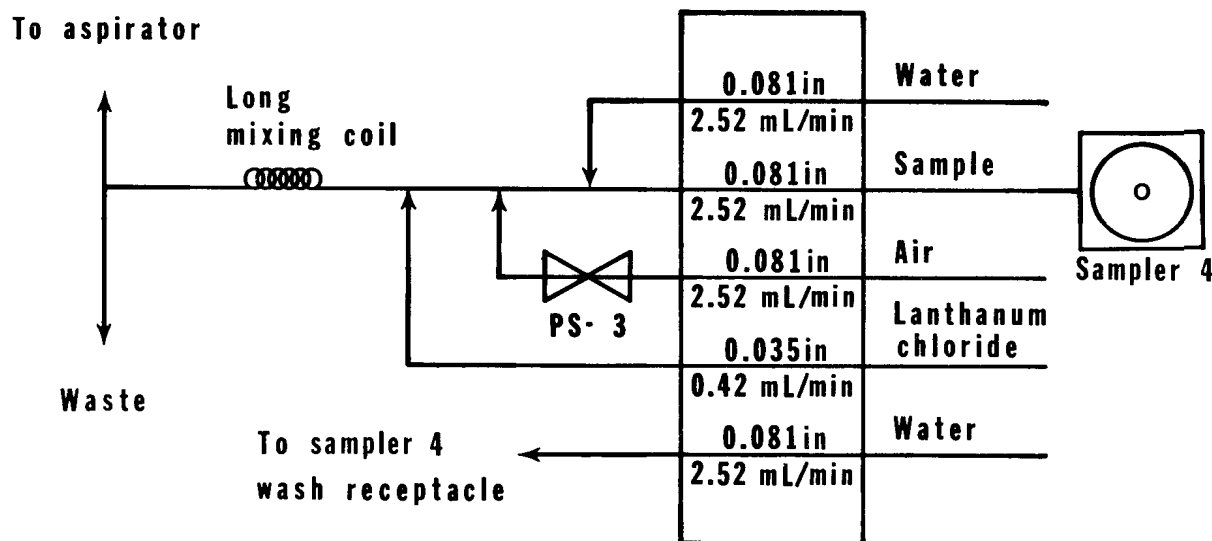 To aspirator
Long
mixing coil
Waste
To sampler 4
wash receptacle
PS- 3
0.081in
2.52 mL/min
0.081in
2.52 mL/min
0.081in
2.52 mL/min
0.035in
0.42 mL/min
0.081in
2.52 mL/min
Water
Sample
Air
Lanthanum
chloride
Water
Sampler 4